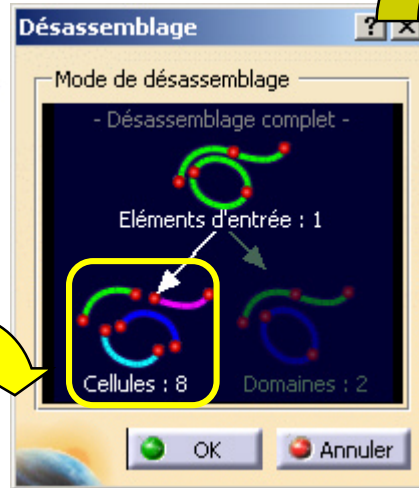 Désassemblage
Mode de désassemblage
- Désassemblage complet -
Eléments d'entrée : 1
Cellules : 8 Domaines : 2
OK Annuler